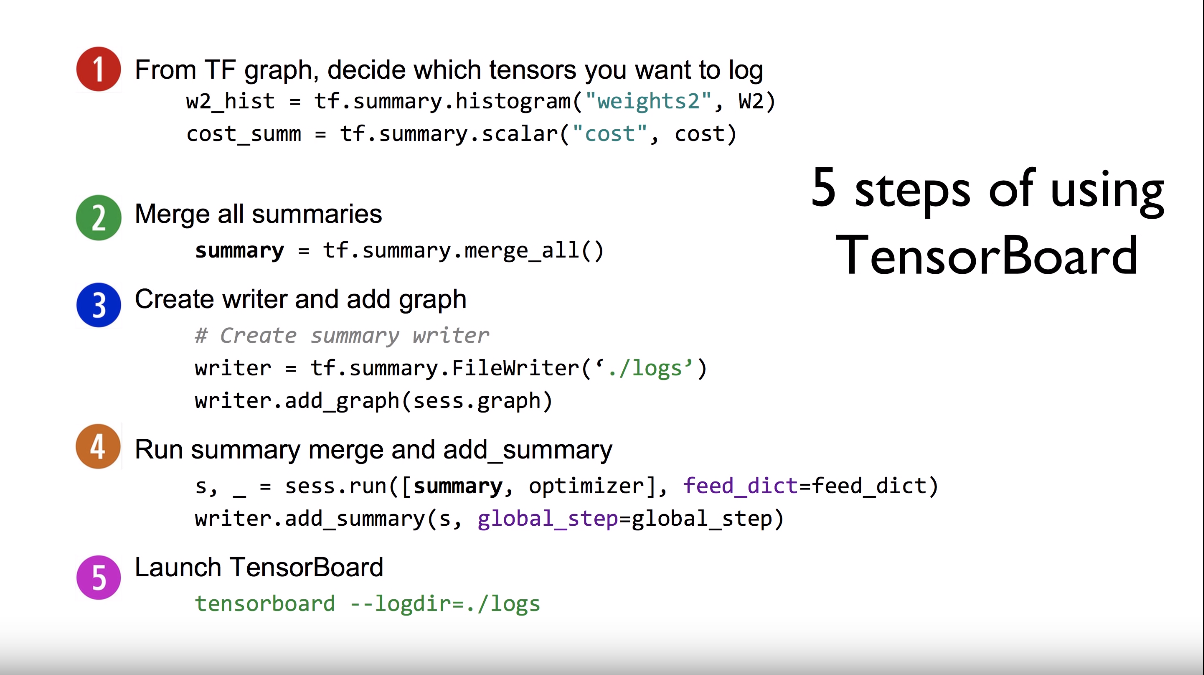 1 From TF graph, decide which tensors you want to log
w2_hist = tf.summary.histogram("weights2", W2)
cost_summ = tf.summary.scalar("cost", cost)
5 steps of using
TensorBoard
2 Merge all summaries
summary = tf.summary.merge_all()
3 Create writer and add graph
# Create summary writer
writer = tf.summary.FileWriter(‘./logs’)
writer.add_graph(sess.graph)
4 Run summary merge and add_summary
s, _ = sess.run([summary, optimizer], feed_dict=feed_dict)
writer.add_summary(s, global_step=global_step)
5 Launch TensorBoard
tensorboard --logdir=./logs